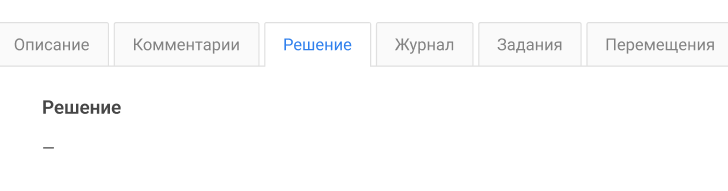 Описание Комментарии Решение Журнал Задания Перемещения
Решение
—